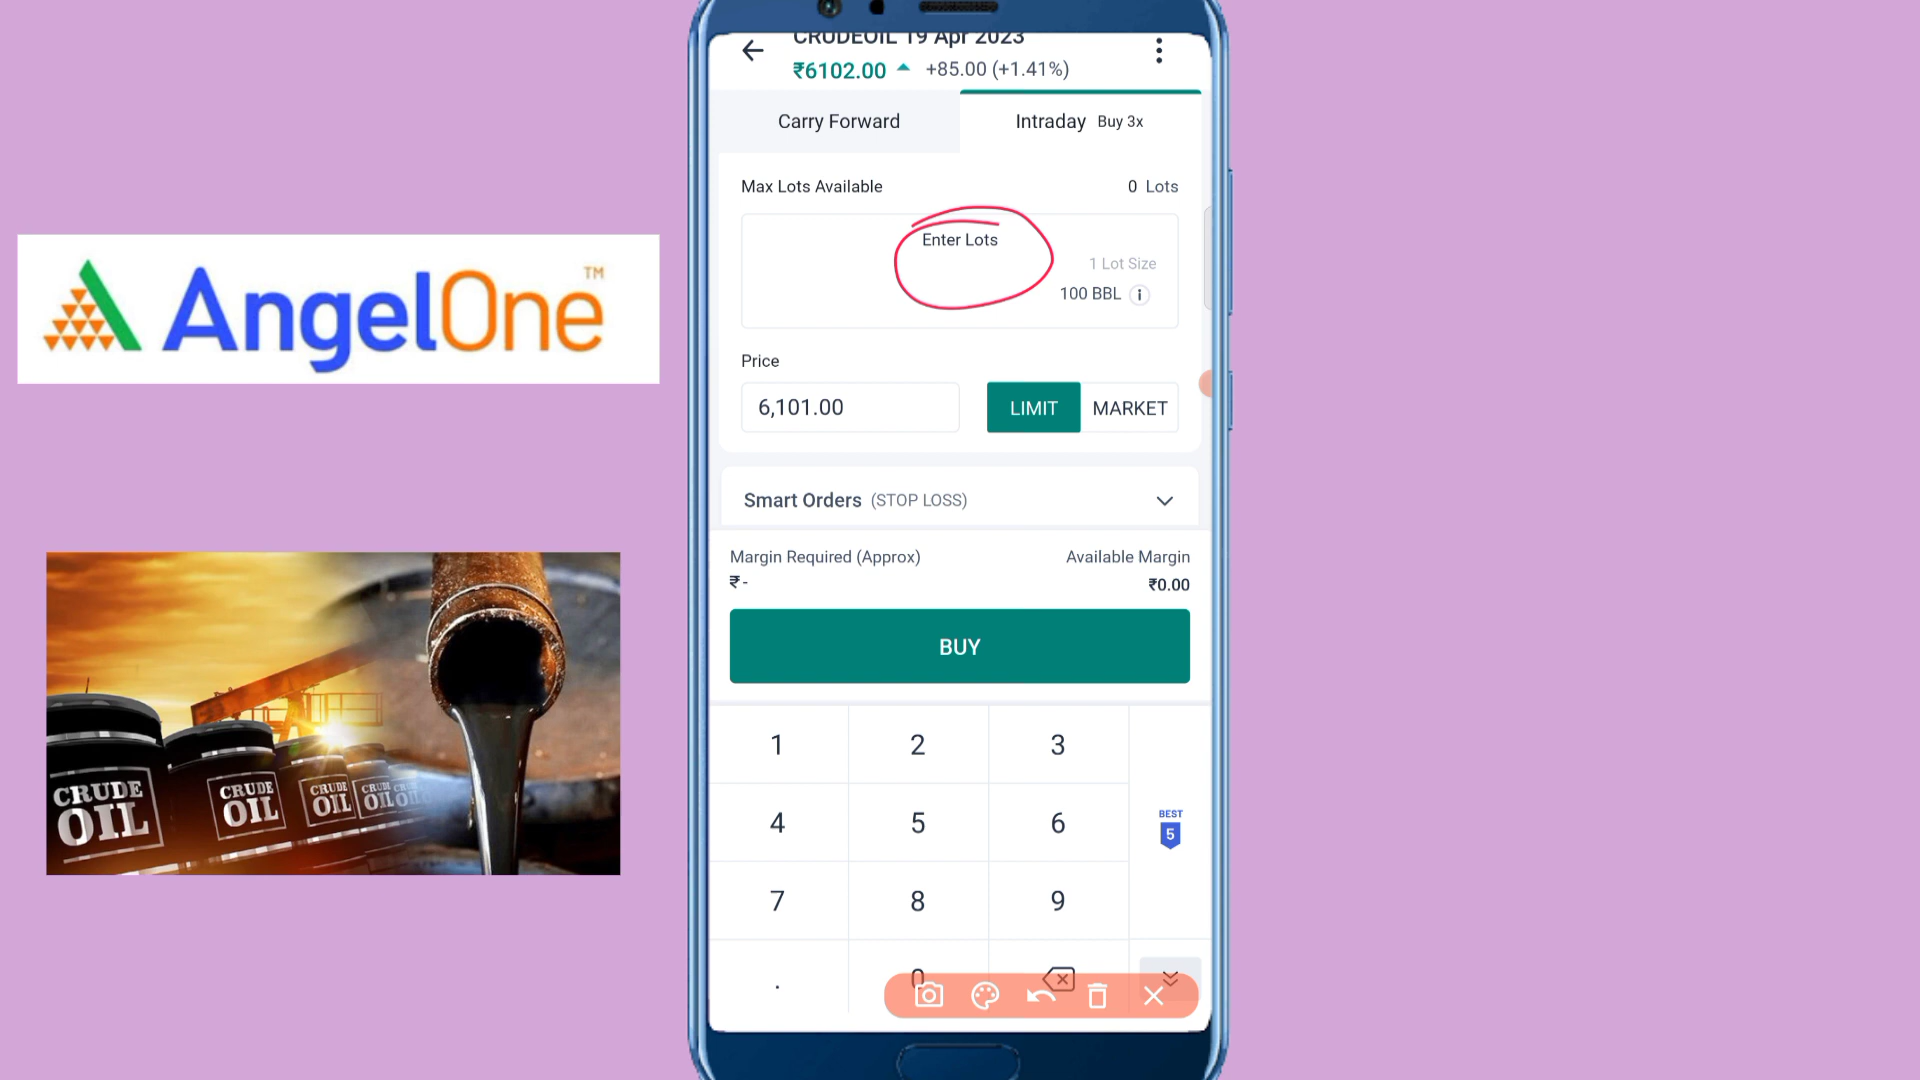 AngelOne
TM
CRUDE
OIL
CRUDE
OIL
CRUDE
OIL
OIL
CRUDEOIL 19 Apr 2023
₹6102.00 +85.00 (+1.41%)
Carry Forward
Intraday Buy 3x
Max Lots Available
0 Lots
Enter Lots
1 Lot Size
100 BBL
i
Price
6,101.00
LIMIT
MARKET
Smart Orders (STOP LOSS)
Margin Required (Approx)
Available Margin
₹ -
₹0.00
BUY
1 2 3
4 5 6
BEST
5
7 8 9
. 0